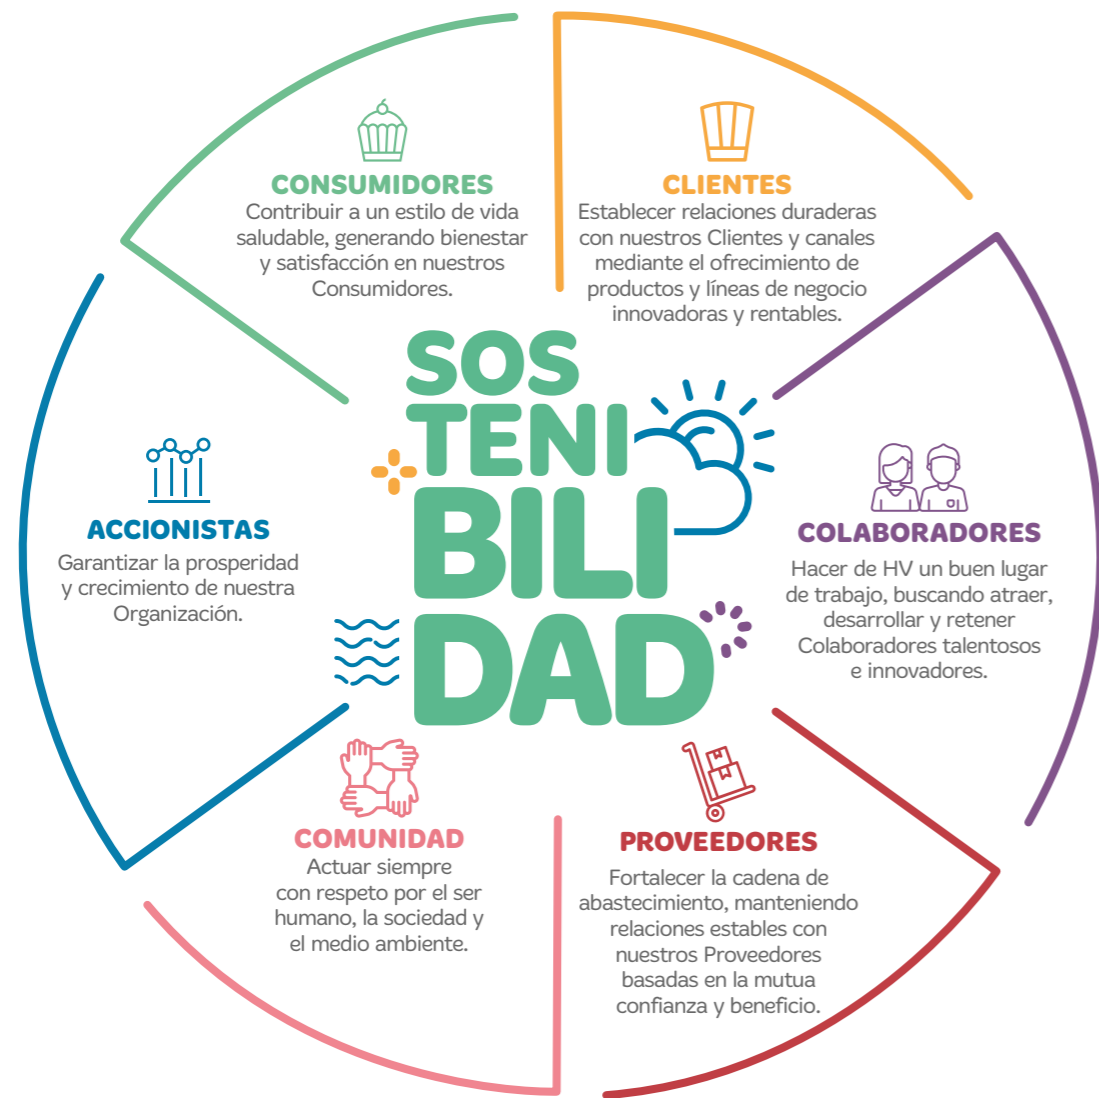 CONSUMIDORES
Contribuir a un estilo de vida
saludable, generando bienestar
y satisfacción en nuestros
Consumidores.
CLIENTES
Establecer relaciones duraderas
con nuestros Clientes y canales
mediante el ofrecimiento de
productos y líneas de negocio
innovadoras y rentables.
SOS
TENI
BILI
DAD
ACCIONISTAS
Garantizar la prosperidad
y crecimiento de nuestra
Organización.
COLABORADORES
Hacer de HV un buen lugar
de trabajo, buscando atraer,
desarrollar y retener
Colaboradores talentosos
e innovadores.
COMUNIDAD
Actuar siempre
con respeto por el ser
humano, la sociedad y
el medio ambiente.
PROVEEDORES
Fortalecer la cadena de
abastecimiento, manteniendo
relaciones estables con
nuestros Proveedores
basadas en la mutua
confianza y beneficio.